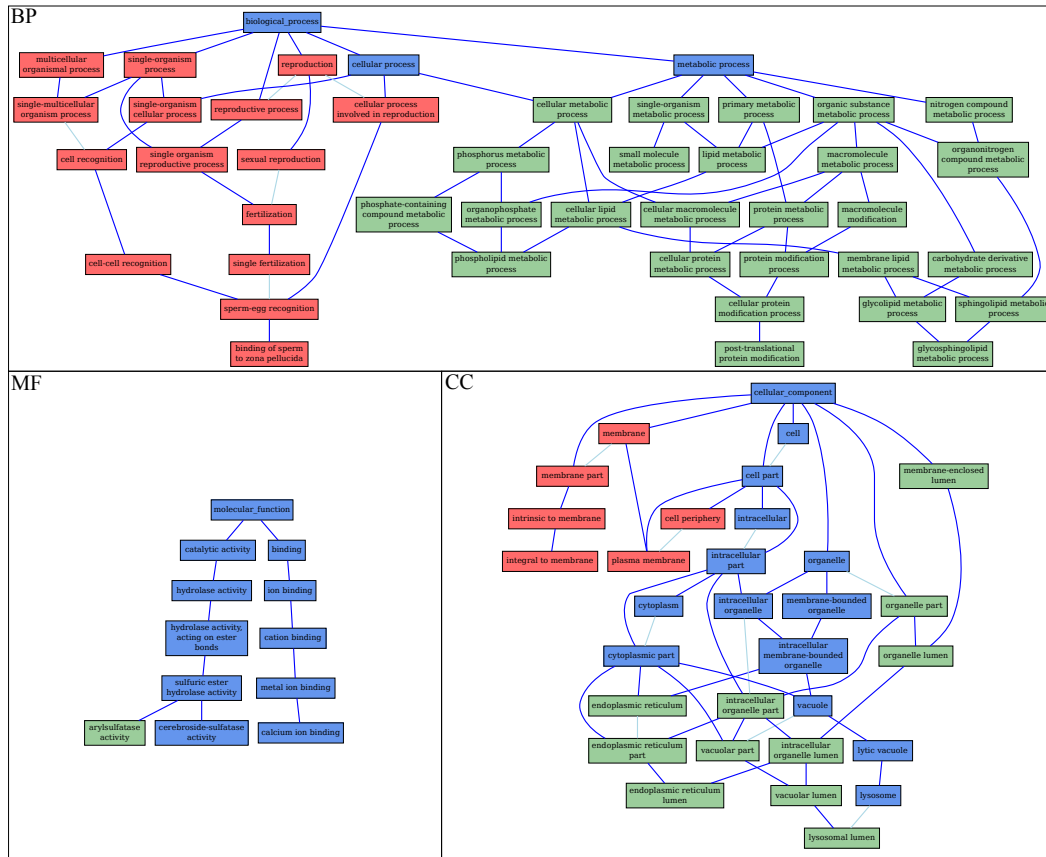 BP
biological_process
multicellular
organismal process
single-organism
process
reproduction
cellular process
metabolic process
single-multicellular
organism process
single-organism
cellular process
reproductive process
cellular process
involved in reproduction
cellular metabolic
process
single-organism
metabolic process
primary metabolic
process
organic substance
metabolic process
nitrogen compound
metabolic process
cell recognition
single organism
reproductive process
sexual reproduction
phosphorus metabolic
process
small molecule
metabolic process
lipid metabolic
process
macromolecule
metabolic process
organonitrogen
compound metabolic
process
fertilization
phosphate-containing
compound metabolic
process
organophosphate
metabolic process
cellular lipid
metabolic process
cellular macromolecule
metabolic process
protein metabolic
process
macromolecule
modification
cell-cell recognition
single fertilization
phospholipid metabolic
process
cellular protein
metabolic process
protein modification
process
membrane lipid
metabolic process
carbohydrate derivative
metabolic process
sperm-egg recognition
cellular protein
modification process
glycolipid metabolic
process
sphingolipid metabolic
process
binding of sperm
to zona pellucida
post-translational
protein modification
glycosphingolipid
metabolic process
MF
molecular_function
catalytic activity
binding
hydrolase activity
ion binding
hydrolase activity,
acting on ester
bonds
cation binding
sulfuric ester
hydrolase activity
metal ion binding
arylsulfatase
activity
cerebroside-sulfatase
activity
calcium ion binding
CC
cellular_component
membrane
cell
membrane part
cell part
membrane-enclosed
lumen
intrinsic to membrane
cell periphery
intracellular
integral to membrane
plasma membrane
intracellular
part
organelle
cytoplasm
intracellular
organelle
membrane-bounded
organelle
organelle part
cytoplasmic part
intracellular
membrane-bounded
organelle
organelle lumen
endoplasmic reticulum
intracellular
organelle part
vacuole
endoplasmic reticulum
part
vacuolar part
intracellular
organelle lumen
lytic vacuole
endoplasmic reticulum
lumen
vacuolar lumen
lysosome
lysosomal lumen